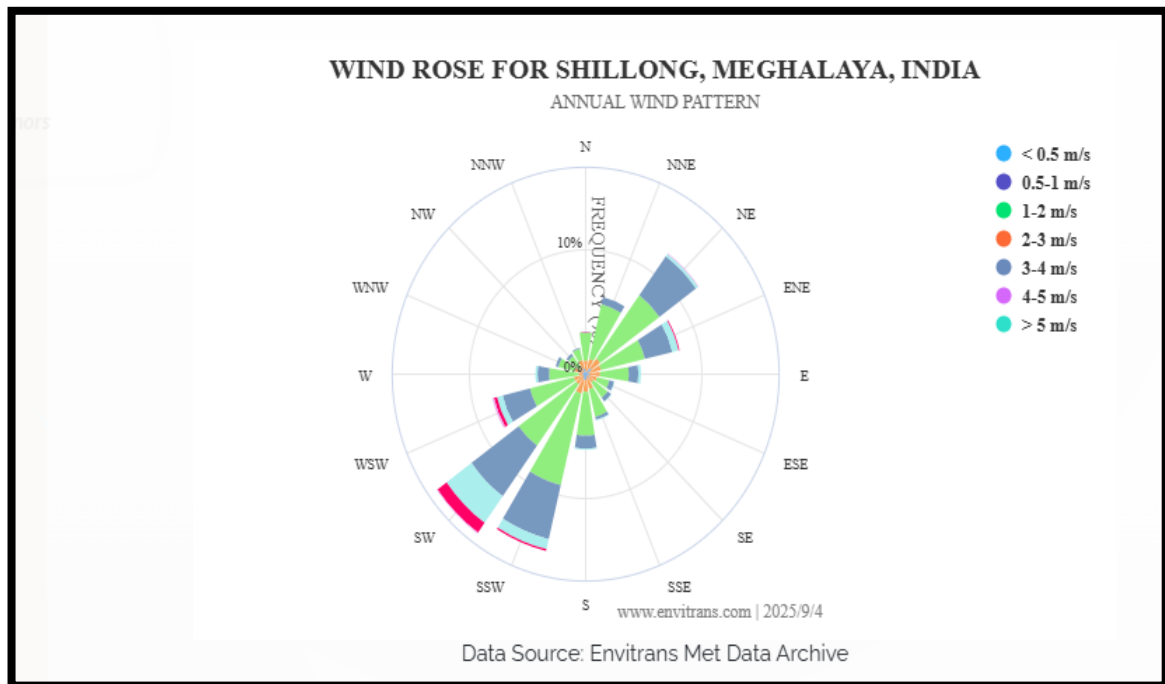 WIND ROSE FOR SHILLONG, MEGHALAYA, INDIA
ANNUAL WIND PATTERN
N
NNW
NNE
NW
NE
WNW
ENE
W
E
WSW
ESE
SW
SE
SSW
SSE
S
FREQUENCY
10%
0%
< 0.5 m/s
0.5-1 m/s
1-2 m/s
2-3 m/s
3-4 m/s
4-5 m/s
> 5 m/s
www.envitrans.com | 2025/9/4
Data Source: Envitrans Met Data Archive